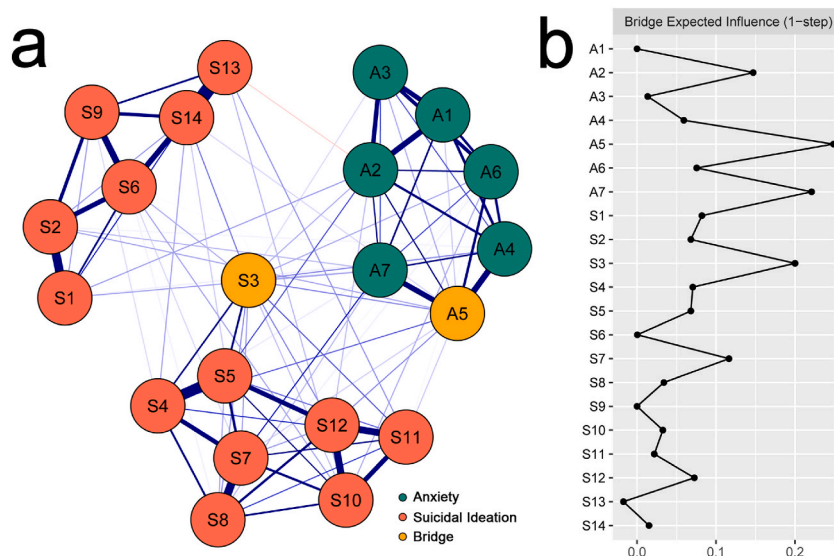 a
S13
A3
S9
S14
A1
A2
A6
S6
S2
A4
A7
S3
S1
A5
S5
S4
S12
S11
S7
S10
S8
Anxiety
Suicidal Ideation
Bridge
b
Bridge Expected Influence (1-step)
A1
A2
A3
A4
A5
A6
A7
S1
S2
S3
S4
S5
S6
S7
S8
S9
S10
S11
S12
S13
S14
0.0 0.1 0.2